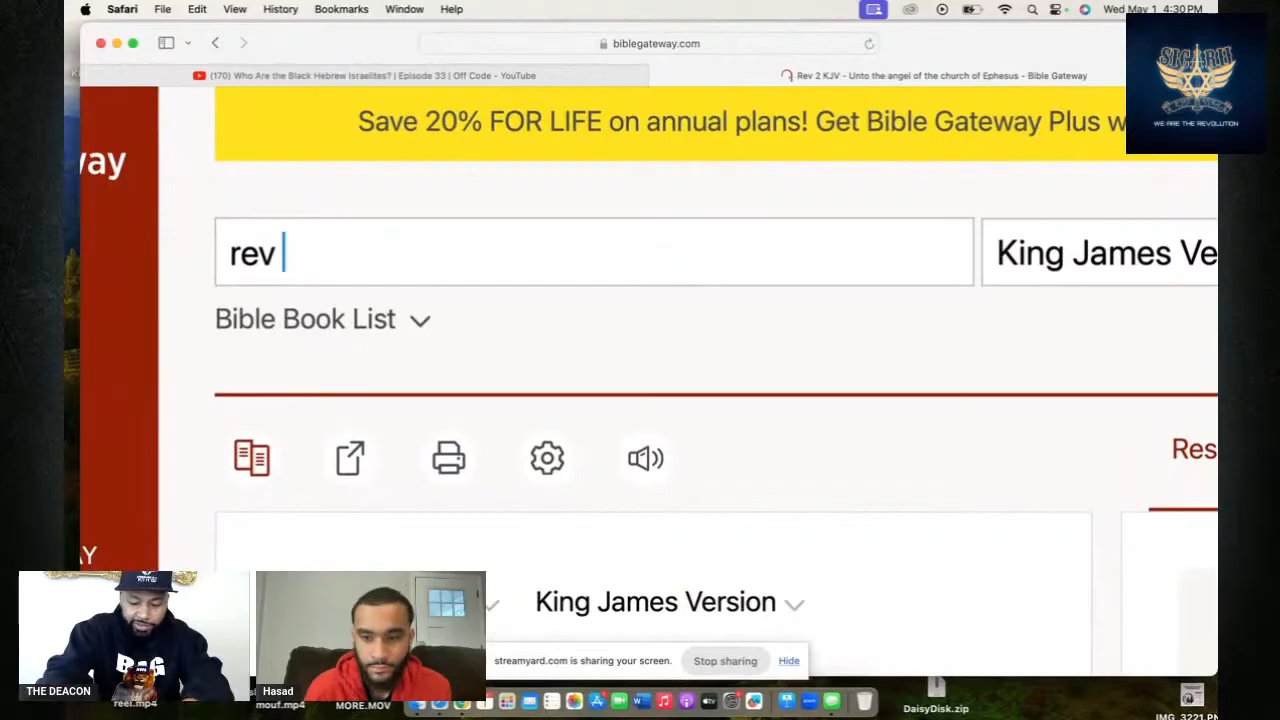 Safari File Edit View History Bookmarks Window Help Wed May 1 4:30 PM
biblegateway.com
(170) Who Are the Black Hebrew Israelites? | Episode 33 | Off Code - YouTube
Rev 2 KJV - Unto the angel of the church of Ephesus - Bible Gateway
SICARII
WE ARE THE REVOLUTION
Save 20% FOR LIFE on annual plans! Get Bible Gateway Plus w
way
rev
King James Ve
Bible Book List
Res
AY
King James Version
streamyard.com is sharing your screen. Stop sharing Hide
THE DEACON
Hasad
reel.mp4
mouf.mp4
MORE.MOV
DaisyDisk.zip
IMG_3221.PN